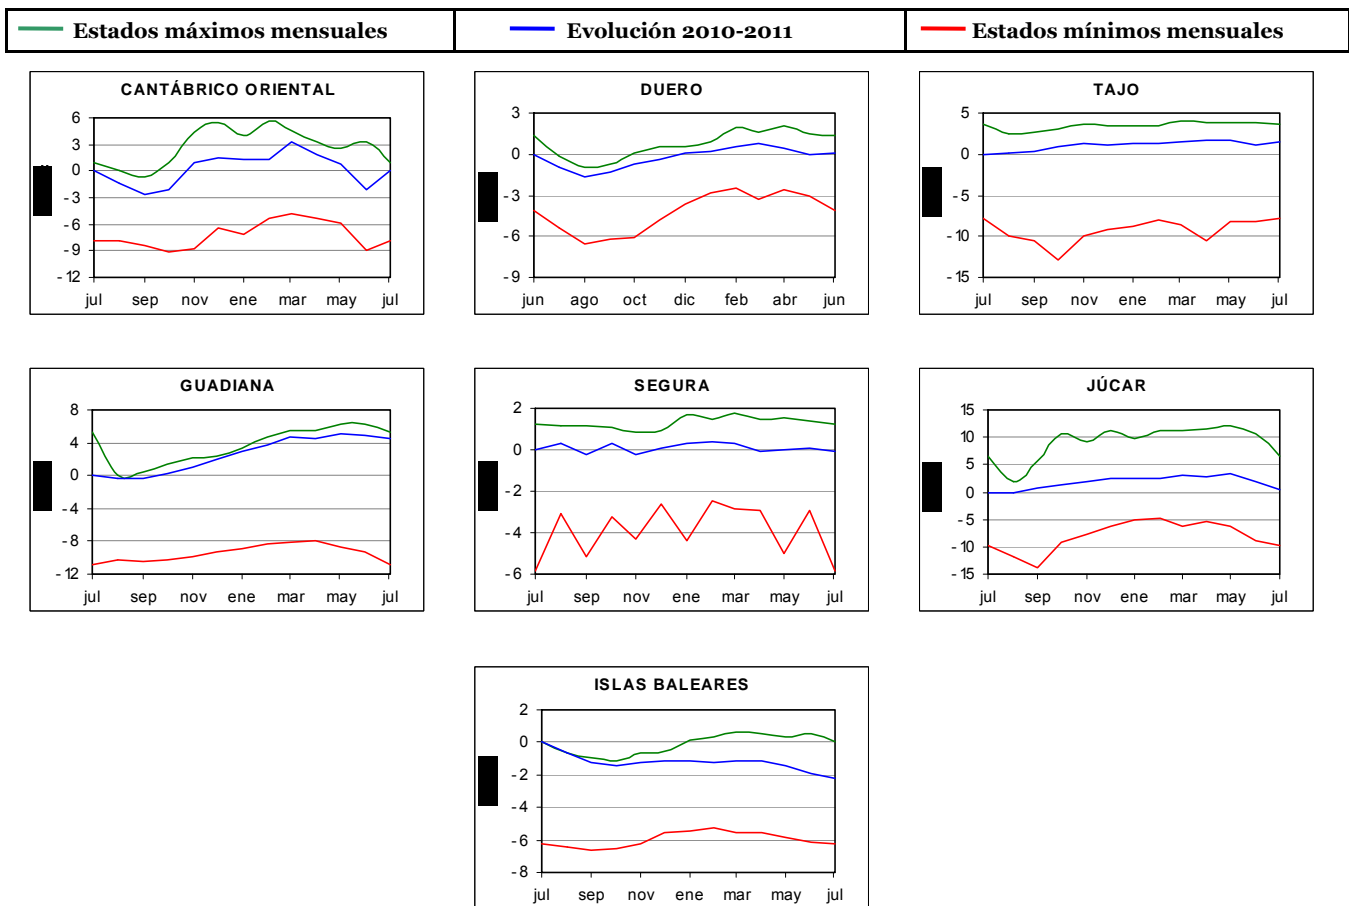 Estados máximos mensuales Evolución 2010-2011 Estados mínimos mensuales
CANTÁBRICO ORIENTAL
6
3
0
-3
-6
-9
-12
jul sep nov ene mar may jul
DUERO
3
0
-3
-6
-9
jun ago oct dic feb abr jun
TAJO
5
0
-5
-10
-15
jul sep nov ene mar may jul
GUADIANA
8
4
0
-4
-8
-12
jul sep nov ene mar may jul
SEGURA
2
0
-2
-4
-6
jul sep nov ene mar may jul
JÚCAR
15
10
5
0
-5
-10
-15
jul sep nov ene mar may jul
ISLAS BALEARES
2
0
-2
-4
-6
-8
jul sep nov ene mar may jul